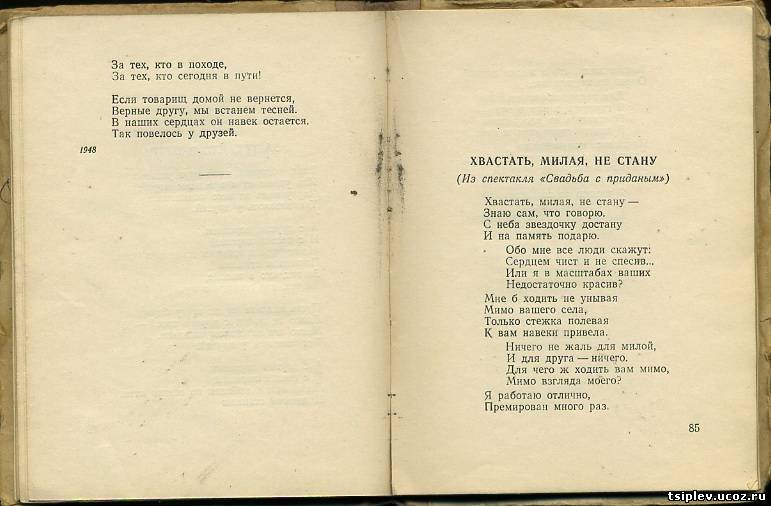 За тех, кто в походе,
За тех, кто сегодня в пути!
Если товарищ домой не вернется,
Верные другу, мы встанем тесней.
В наших сердцах он навек остается.
Так повелось у друзей.
1948
ХВАСТАТЬ, МИЛАЯ, НЕ СТАНУ
(Из спектакля «Свадьба с приданым»)
Хвастать, милая, не стану —
Знаю сам, что говорю.
С неба звездочку достану
И на память подарю.
Обо мне все люди скажут:
Сердцем чист и не спесив...
Или я в масштабах ваших
Недостаточно красив?
Мне б ходить не унывая
Мимо вашего села,
Только стежка полевая
К вам навеки привела.
Ничего не жаль для милой,
И для друга — ничего.
Для чего ж ходить вам мимо,
Мимо взгляда моего?
Я работаю отлично,
Премирован много раз.
85
tsiplev.ucoz.ru